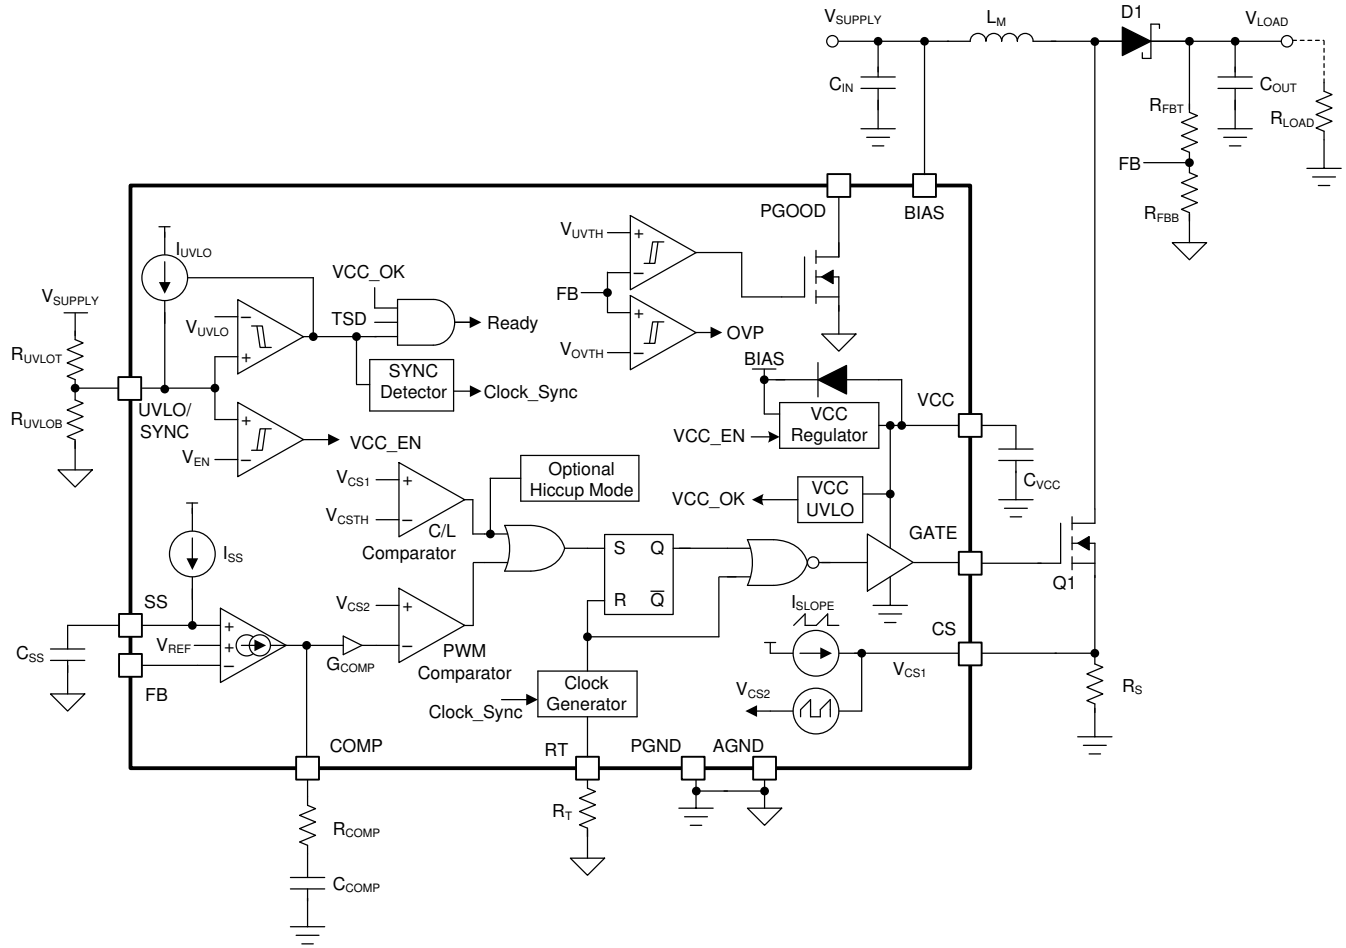 VSUPPLY
LM
D1
VLOAD
CIN
COUT
RFBT
RLOAD
FB
RFBB
PGOOD
BIAS
IUVLO
VUVTH
+
−
VCC_OK
FB
VSUPPLY
VUVLO
−
+
TSD
Ready
+
−
OVP
VOVTH
RUVLOT
SYNC
Detector
Clock_Sync
BIAS
UVLO/
SYNC
RUVLOB
+
−
VEN
VCC_EN
VCC
Regulator
VCC_EN
VCC
CVCC
VCS1
+
VCSTH
−
C/L
Comparator
Optional
Hiccup Mode
VCC_OK
VCC
UVLO
GATE
ISS
S
Q
R
Q
Q1
SS
CSS
VREF
+
+
−
FB
GCOMP
VCS2
+
−
PWM
Comparator
ISLOPE
CS
VCS1
VCS2
RS
Clock
Generator
Clock_Sync
COMP
RT
PGND
AGND
RCOMP
RT
CCOMP